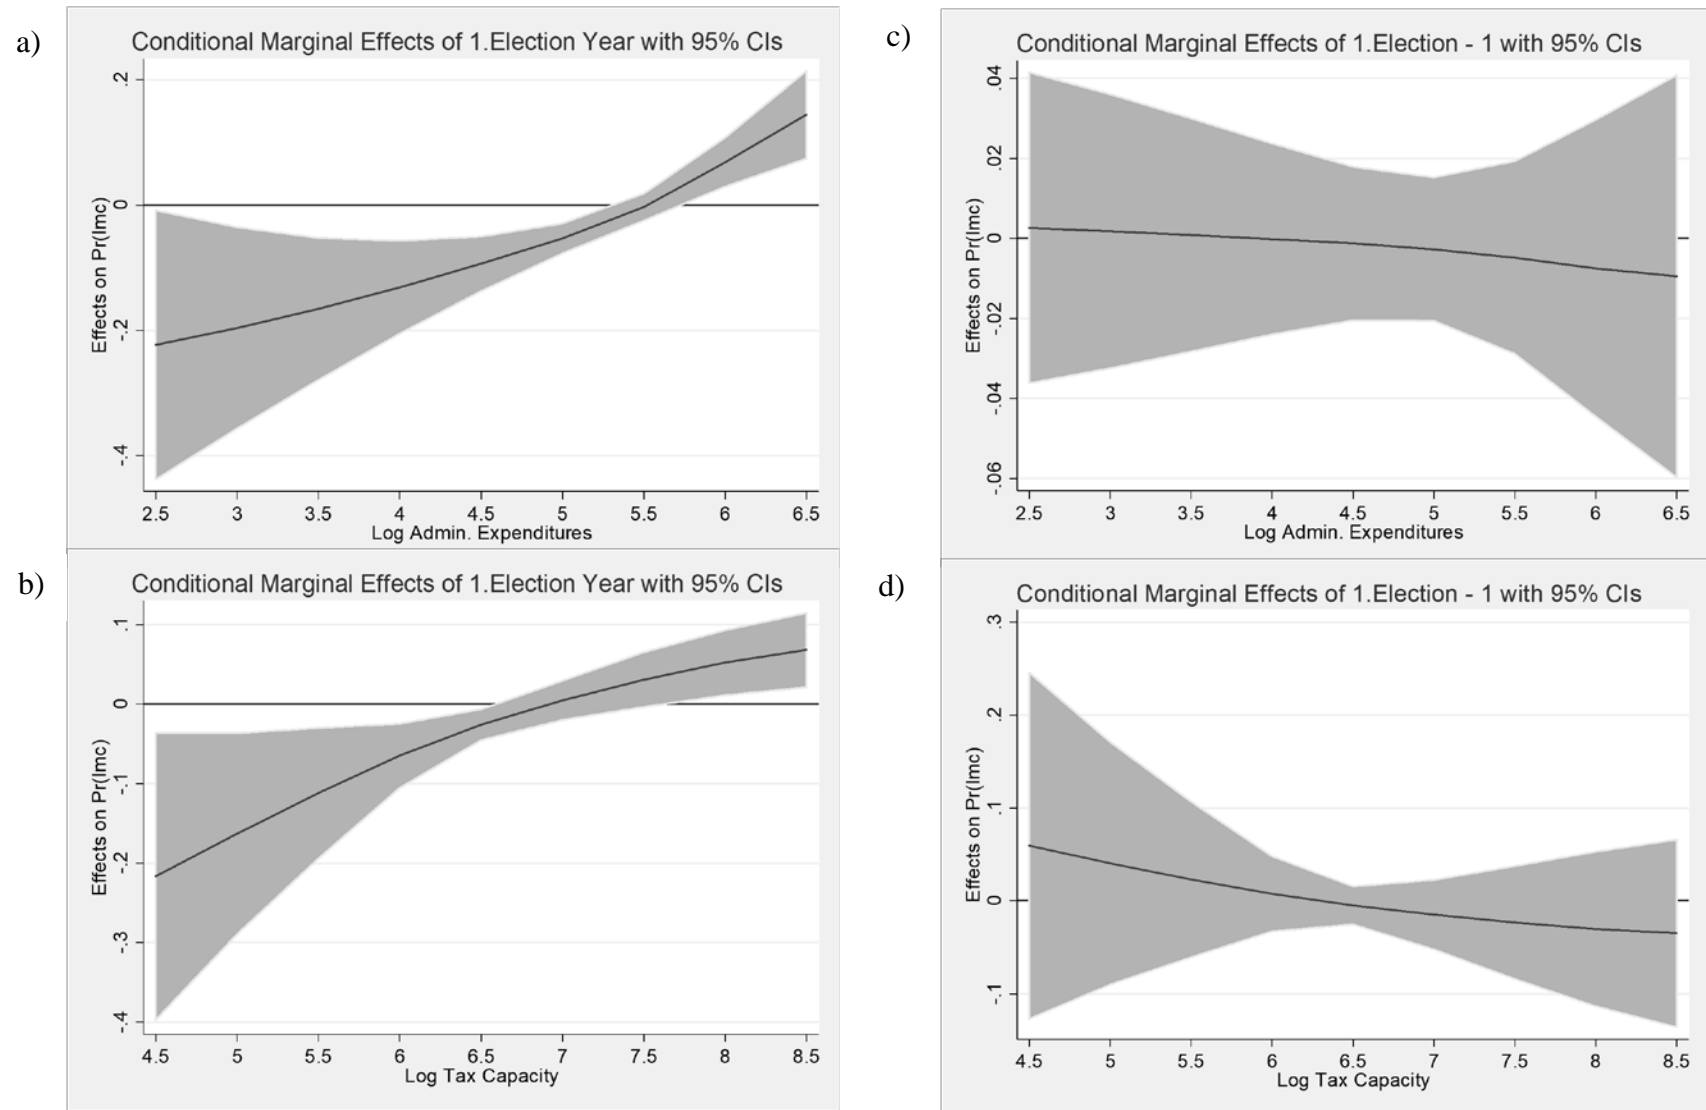 a)
Conditional Marginal Effects of 1.Election Year with 95% CIs
Effects on Pr(Imc)
.2
0
-.2
-.4
2.5 3 3.5 4 4.5 5 5.5 6 6.5
Log Admin. Expenditures
b)
Conditional Marginal Effects of 1.Election Year with 95% CIs
Effects on Pr(Imc)
.1
0
-.1
-.2
-.3
-.4
4.5 5 5.5 6 6.5 7 7.5 8 8.5
Log Tax Capacity
c)
Conditional Marginal Effects of 1.Election - 1 with 95% CIs
Effects on Pr(Imc)
.04
.02
0
-.02
-.04
-.06
2.5 3 3.5 4 4.5 5 5.5 6 6.5
Log Admin. Expenditures
d)
Conditional Marginal Effects of 1.Election - 1 with 95% CIs
Effects on Pr(Imc)
.3
.2
.1
0
-.1
4.5 5 5.5 6 6.5 7 7.5 8 8.5
Log Tax Capacity